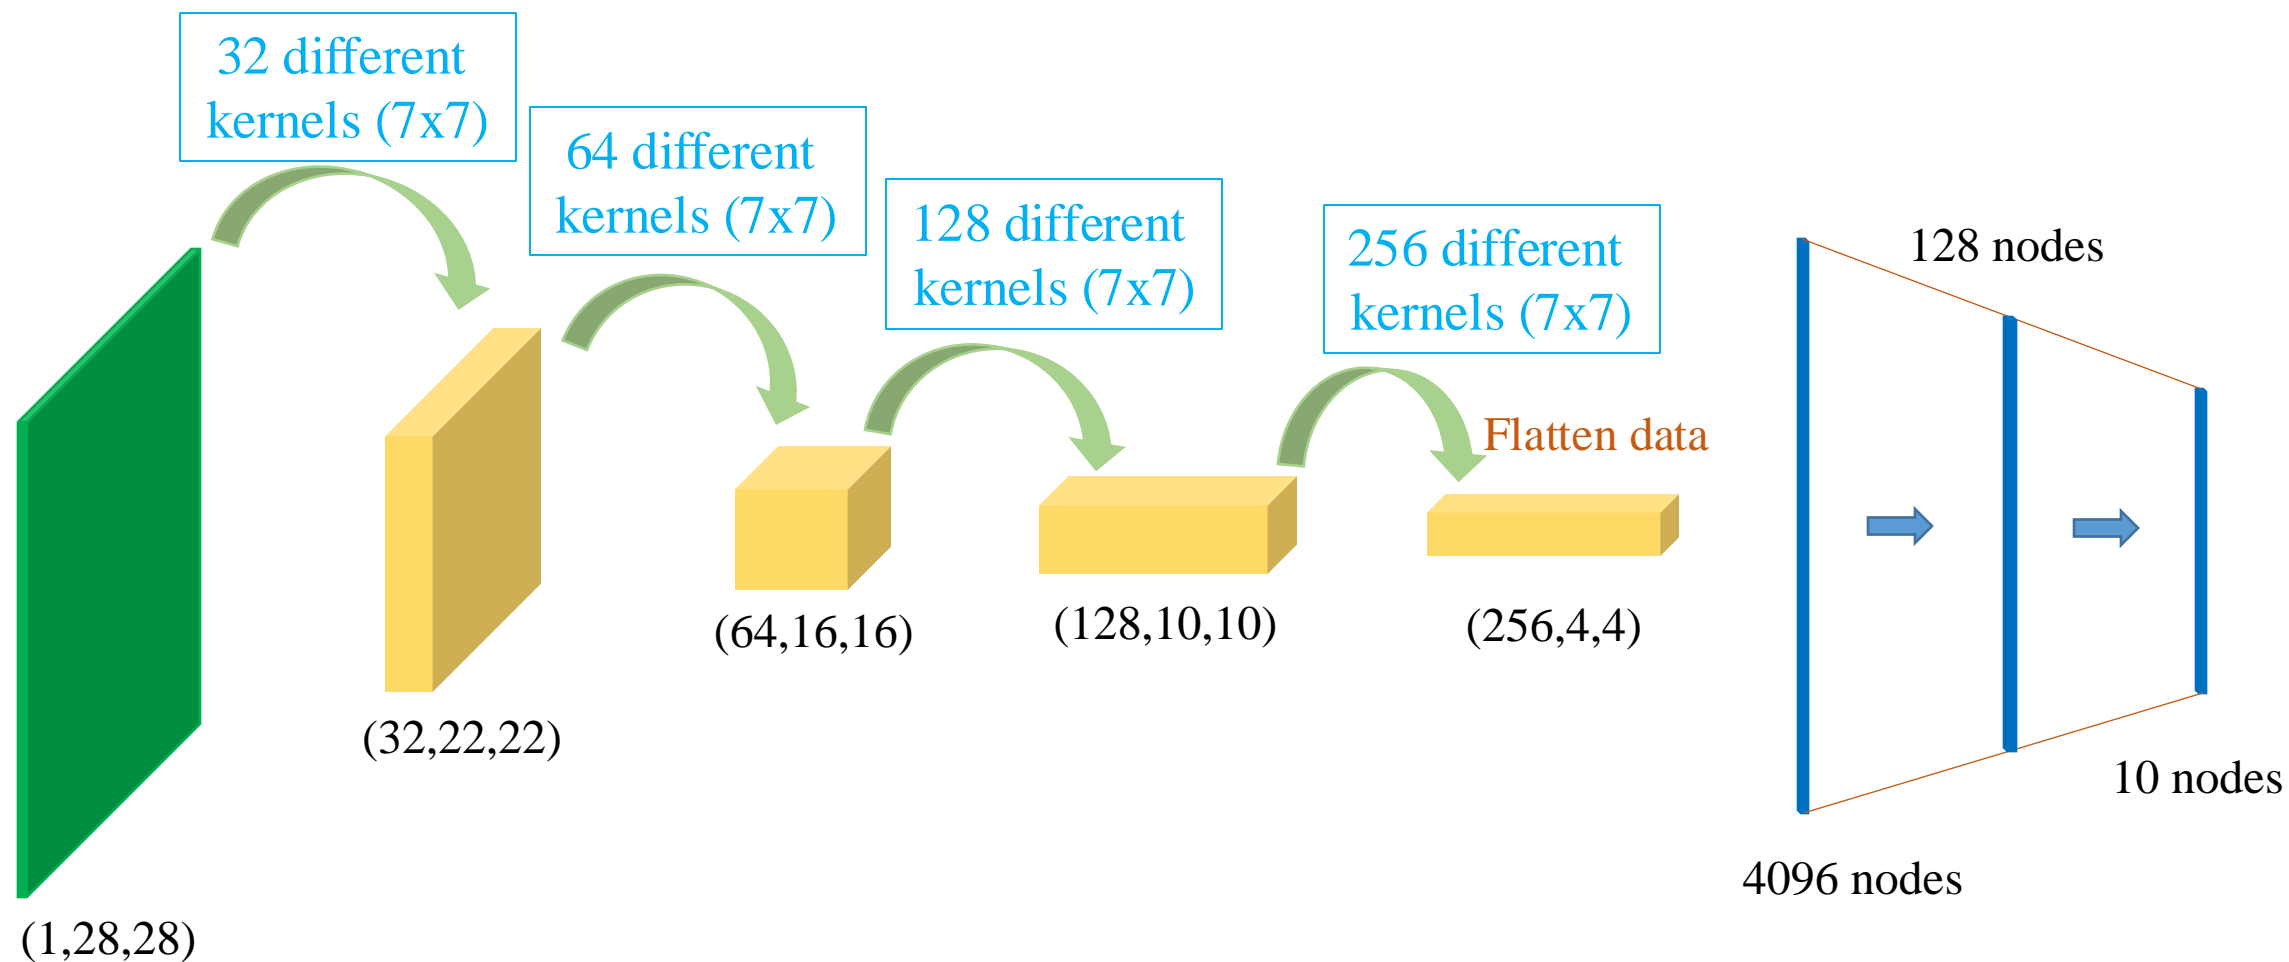 32 different
kernels (7x7)
64 different
kernels (7x7)
128 different
kernels (7x7)
256 different
kernels (7x7)
128 nodes
Flatten data
(64,16,16)
(128,10,10)
(256,4,4)
(32,22,22)
10 nodes
4096 nodes
(1,28,28)